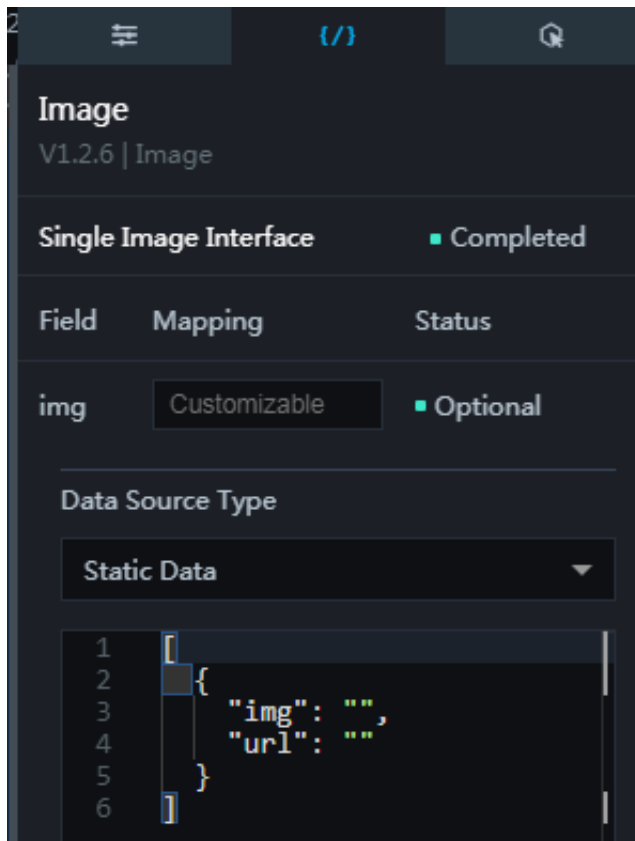 2
{/}
Image
V1.2.6 | Image
Single Image Interface Completed
Field Mapping Status
img Customizable Optional
Data Source Type
Static Data
1 [
2 {
3 "img": "",
4 "url": ""
5 }
6 ]